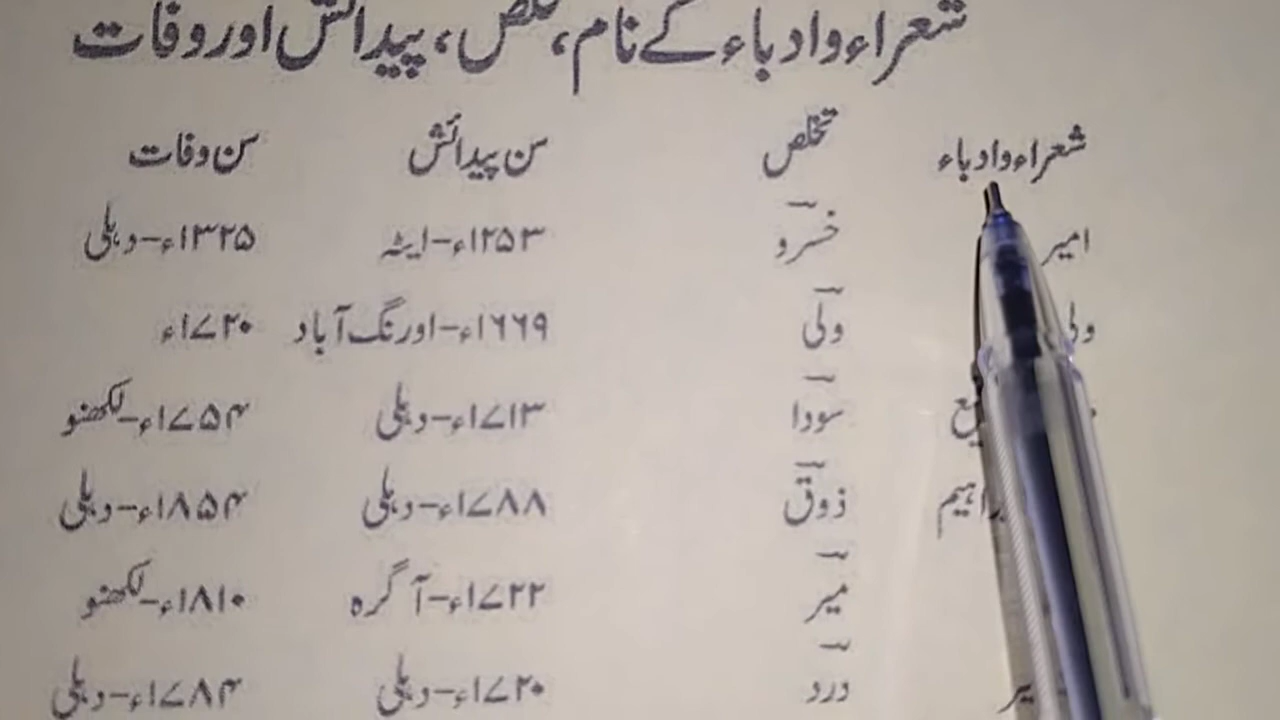 شعراء وادباء کے نام، تخلص، پیدائش اور وفات
شعراء وادباء تخلص سن پیدائش سن وفات
امیر خسرو ۱۲۵۳ء-ایٹہ ۱۳۲۵ء-دہلی
ولی ولی ۱۶۶۹ء-اورنگ آباد ۱۷۲۰ء
سودا ۱۷۱۳ء-دہلی ۱۷۵۴ء-لکھنو
ذوق ۱۷۸۸ء-دہلی ۱۸۵۴ء-دہلی
میر ۱۷۲۲ء-آگرہ ۱۸۱۰ء-لکھنو
درد ۱۷۲۰ء-دہلی ۱۷۸۴ء-دہلی